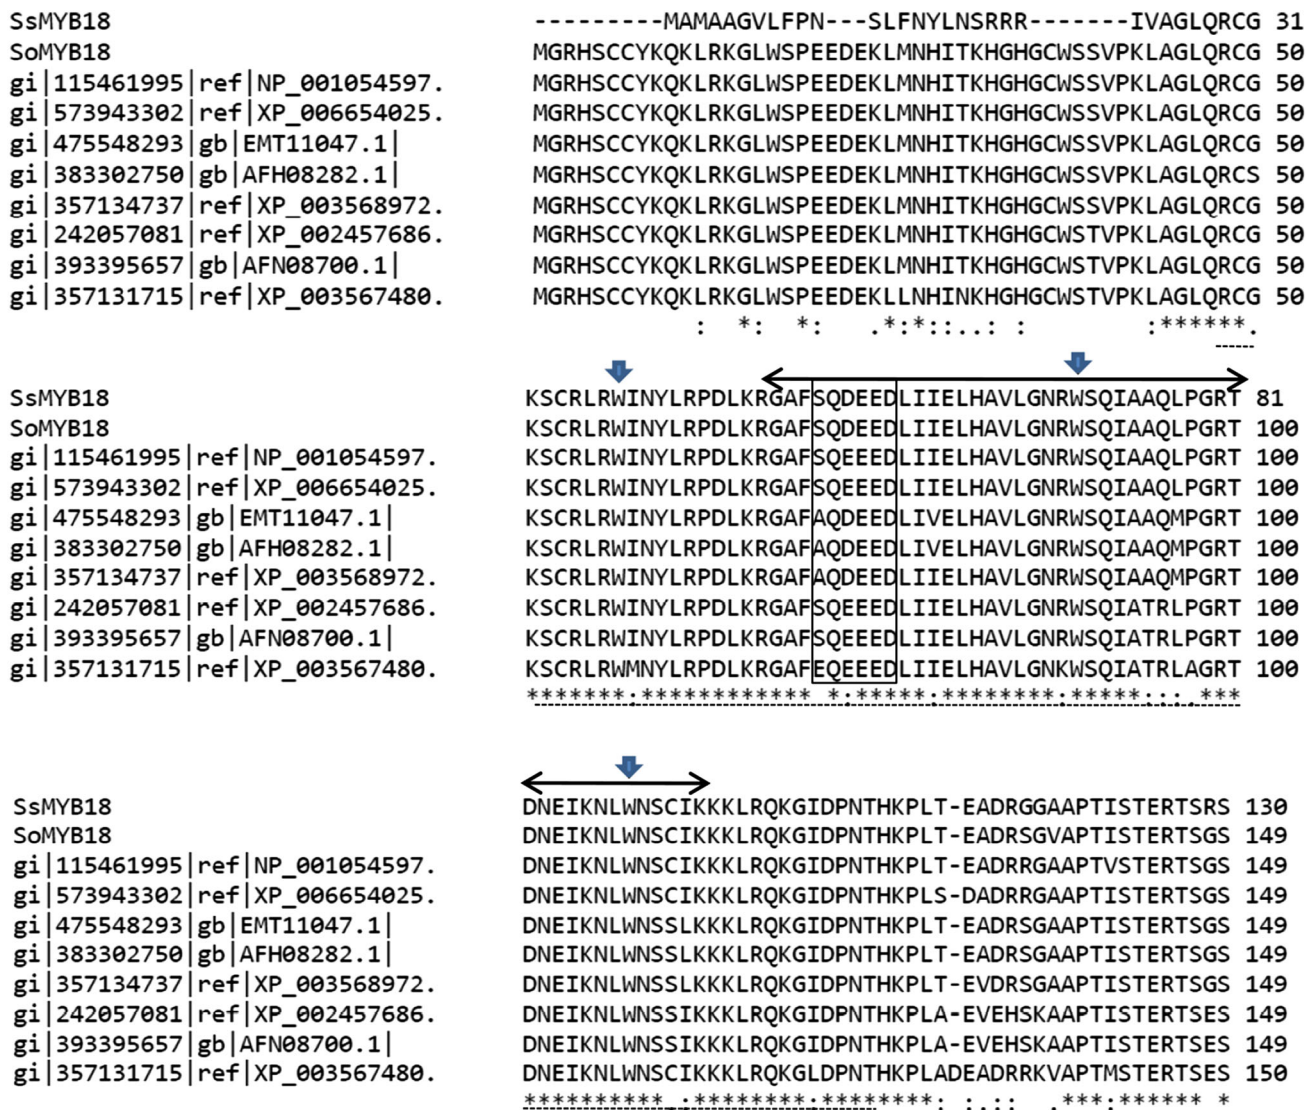 SsMYB18 ---------MAMAAGVLFPN---SLFNYLNSRRR-------IVAGLQRCG 31
SoMYB18 MGRHSCCYKQKLRKGLWSPEEDEKLMNHITKHGHGCWSSVPKLAGLQRCG 50
gi|115461995|ref|NP_001054597. MGRHSCCYKQKLRKGLWSPEEDEKLMNHITKHGHGCWSSVPKLAGLQRCG 50
gi|573943302|ref|XP_006654025. MGRHSCCYKQKLRKGLWSPEEDEKLMNHITKHGHGCWSSVPKLAGLQRCG 50
gi|475548293|gb|EMT11047.1| MGRHSCCYKQKLRKGLWSPEEDEKLMNHITKHGHGCWSSVPKLAGLQRCG 50
gi|383302750|gb|AFH08282.1| MGRHSCCYKQKLRKGLWSPEEDEKLMNHITKHGHGCWSSVPKLAGLQRCS 50
gi|357134737|ref|XP_003568972. MGRHSCCYKQKLRKGLWSPEEDEKLMNHITKHGHGCWSSVPKLAGLQRCG 50
gi|242057081|ref|XP_002457686. MGRHSCCYKQKLRKGLWSPEEDEKLMNHITKHGHGCWSTVPKLAGLQRCG 50
gi|393395657|gb|AFN08700.1| MGRHSCCYKQKLRKGLWSPEEDEKLMNHITKHGHGCWSTVPKLAGLQRCG 50
gi|357131715|ref|XP_003567480. MGRHSCCYKQKLRKGLWSPEEDEKLLNHINKHGHGCWSTVPKLAGLQRCG 50
: *: *: .*:*::..: : :******.
SsMYB18 KSCRLRWINYLRPDLKRGAFSQDEEDLIIELHAVLGNRWSQIAAQLPGRT 81
SoMYB18 KSCRLRWINYLRPDLKRGAFSQDEEDLIIELHAVLGNRWSQIAAQLPGRT 100
gi|115461995|ref|NP_001054597. KSCRLRWINYLRPDLKRGAFSQEEEDLIIELHAVLGNRWSQIAAQLPGRT 100
gi|573943302|ref|XP_006654025. KSCRLRWINYLRPDLKRGAFSQEEEDLIIELHAVLGNRWSQIAAQLPGRT 100
gi|475548293|gb|EMT11047.1| KSCRLRWINYLRPDLKRGAFAQDEEDLIVELHAVLGNRWSQIAAQMPGRT 100
gi|383302750|gb|AFH08282.1| KSCRLRWINYLRPDLKRGAFAQDEEDLIVELHAVLGNRWSQIAAQMPGRT 100
gi|357134737|ref|XP_003568972. KSCRLRWINYLRPDLKRGAFAQDEEDLIIELHAVLGNRWSQIAAQMPGRT 100
gi|242057081|ref|XP_002457686. KSCRLRWINYLRPDLKRGAFSQEEEDLIIELHAVLGNRWSQIATRLPGRT 100
gi|393395657|gb|AFN08700.1| KSCRLRWINYLRPDLKRGAFSQEEEDLIIELHAVLGNRWSQIATRLPGRT 100
gi|357131715|ref|XP_003567480. KSCRLRWMNYLRPDLKRGAFEQEEEDLIIELHAVLGNKWSQIATRLAGRT 100
*******:************ *:*****:********:*****:::.***
SsMYB18 DNEIKNLWNSCIKKKLRQKGIDPNTHKPLT-EADRGGAAPTISTERTSRS 130
SoMYB18 DNEIKNLWNSCIKKKLRQKGIDPNTHKPLT-EADRSGVAPTISTERTSGS 149
gi|115461995|ref|NP_001054597. DNEIKNLWNSCIKKKLRQKGIDPNTHKPLT-EADRRGAAPTVSTERTSGS 149
gi|573943302|ref|XP_006654025. DNEIKNLWNSCIKKKLRQKGIDPNTHKPLS-DADRRGAAPTISTERTSGS 149
gi|475548293|gb|EMT11047.1| DNEIKNLWNSSLKKKLRQKGIDPNTHKPLT-EADRSGAAPTISTERTSGS 149
gi|383302750|gb|AFH08282.1| DNEIKNLWNSSLKKKLRQKGIDPNTHKPLT-EADRSGAAPTISTERTSGS 149
gi|357134737|ref|XP_003568972. DNEIKNLWNSSLKKKLRQKGIDPNTHKPLT-EVDRSGAAPTISTERTSGS 149
gi|242057081|ref|XP_002457686. DNEIKNLWNSCIKKKLRQKGIDPNTHKPLA-EVEHSKAAPTISTERTSES 149
gi|393395657|gb|AFN08700.1| DNEIKNLWNSCIKKKLRQKGIDPNTHKPLA-EVEHSKAAPTISTERTSES 149
gi|357131715|ref|XP_003567480. DNEIKNLWNSCIKKKLRQKGLDPNTHKPLADEADRRKVAPTMSTERTSES 150
**********.:********:********: :.:: .***:****** *